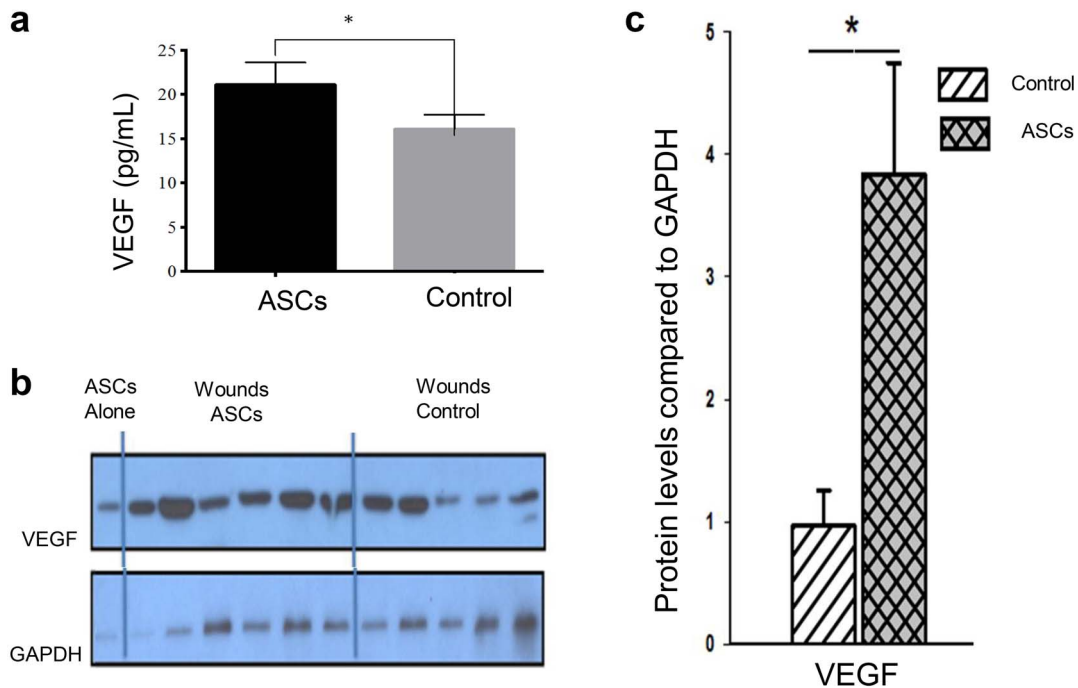 a
*
25
20
15
10
5
0
VEGF (pg/mL)
ASCs
Control
b
ASCs
Alone
Wounds
ASCs
Wounds
Control
VEGF
GAPDH
c
*
5
4
3
2
1
0
Protein levels compared to GAPDH
Control
ASCs
VEGF